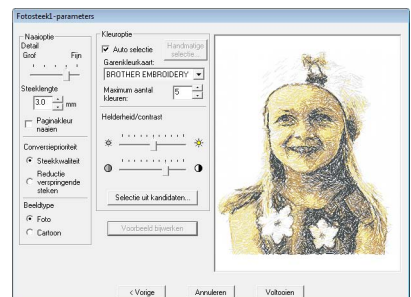 Fotosteek1-parameters
Naaioptie
Detail
Grof Fijn
Steeklengte
3.0 mm
Paginakleur
naaien
Conversieprioriteit
Steekkwaliteit
Reductie
verspringende
steken
Beeldtype
Foto
Cartoon
Kleuroptie
Auto selectie
Handmatige
selectie...
Garenkleurkaart:
BROTHER EMBROIDERY
Maximum aantal
kleuren:
5
Helderheid/contrast
Selectie uit kandidaten...
Voorbeeld bijwerken
< Vorige
Annuleren
Voltooien